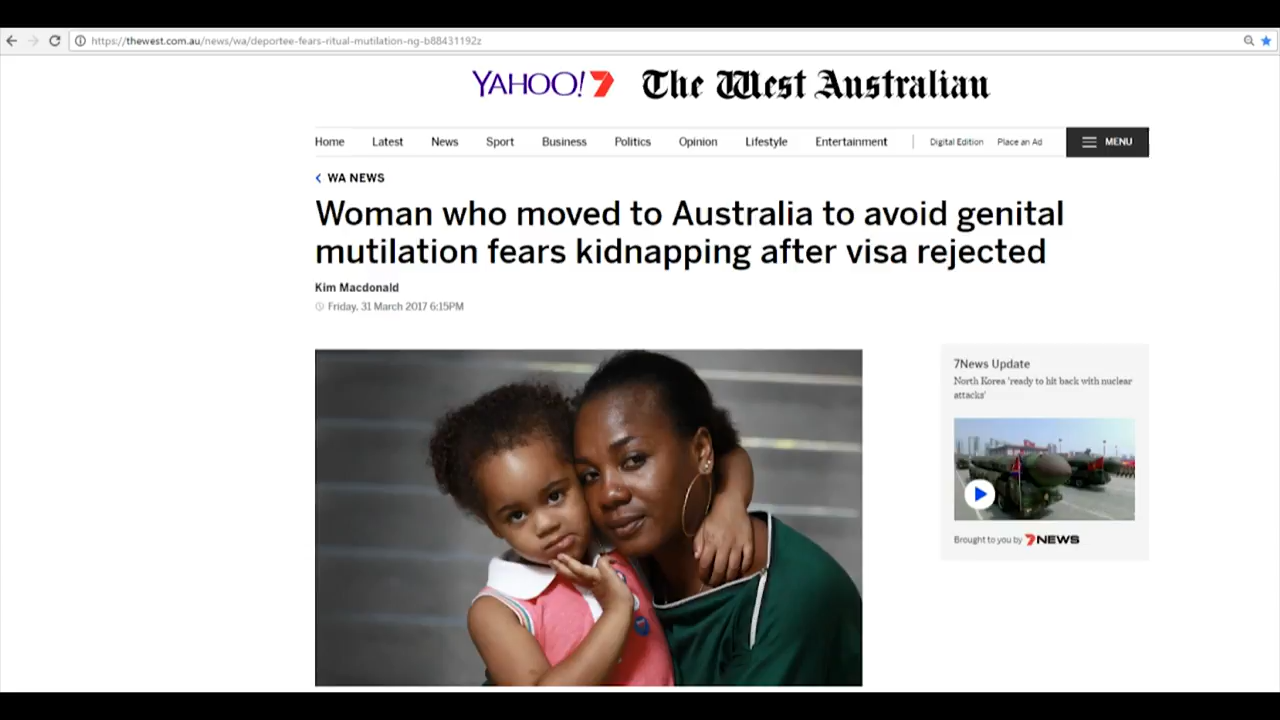 https://thewest.com.au/news/wa/deportee-fears-ritual-mutilation-ng-b88431192z
YAHOO!7 The West Australian
Home Latest News Sport Business Politics Opinion Lifestyle Entertainment Digital Edition Place an Ad MENU
WA NEWS
Woman who moved to Australia to avoid genital
mutilation fears kidnapping after visa rejected
Kim Macdonald
Friday, 31 March 2017 6:15PM
7News Update
North Korea 'ready to hit back with nuclear
attacks'
Brought to you by 7NEWS